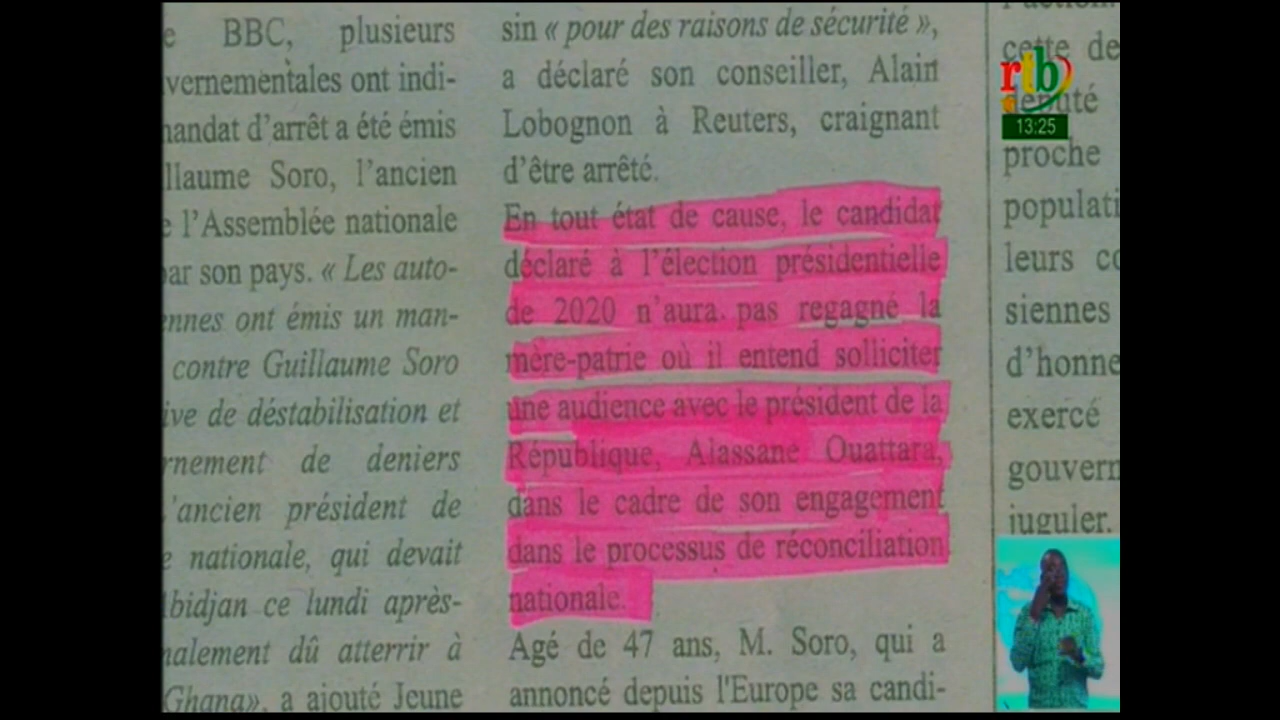 e BBC, plusieurs
vernementales ont indi-
mandat d'arrêt a été émis
llaume Soro, l'ancien
e l'Assemblée nationale
par son pays. « Les auto-
ennes ont émis un man-
contre Guillaume Soro
ive de déstabilisation et
rnement de deniers
L'ancien président de
e nationale, qui devait
Abidjan ce lundi après-
nalement dû atterrir à
Ghana», a ajouté Jeune
sin « pour des raisons de sécurité »,
a déclaré son conseiller, Alain
Lobognon à Reuters, craignant
d'être arrêté.
En tout état de cause, le candidat
déclaré à l'élection présidentielle
de 2020 n'aura pas regagné la
mère-patrie où il entend solliciter
une audience avec le président de la
République, Alassane Ouattara,
dans le cadre de son engagement
dans le processus de réconciliation
nationale.
Agé de 47 ans, M. Soro, qui a
annoncé depuis l'Europe sa candi-
cette de
député
proche
populati
leurs co
siennes
d'honne
exercé
gouvern
juguler.
rtb
13:25